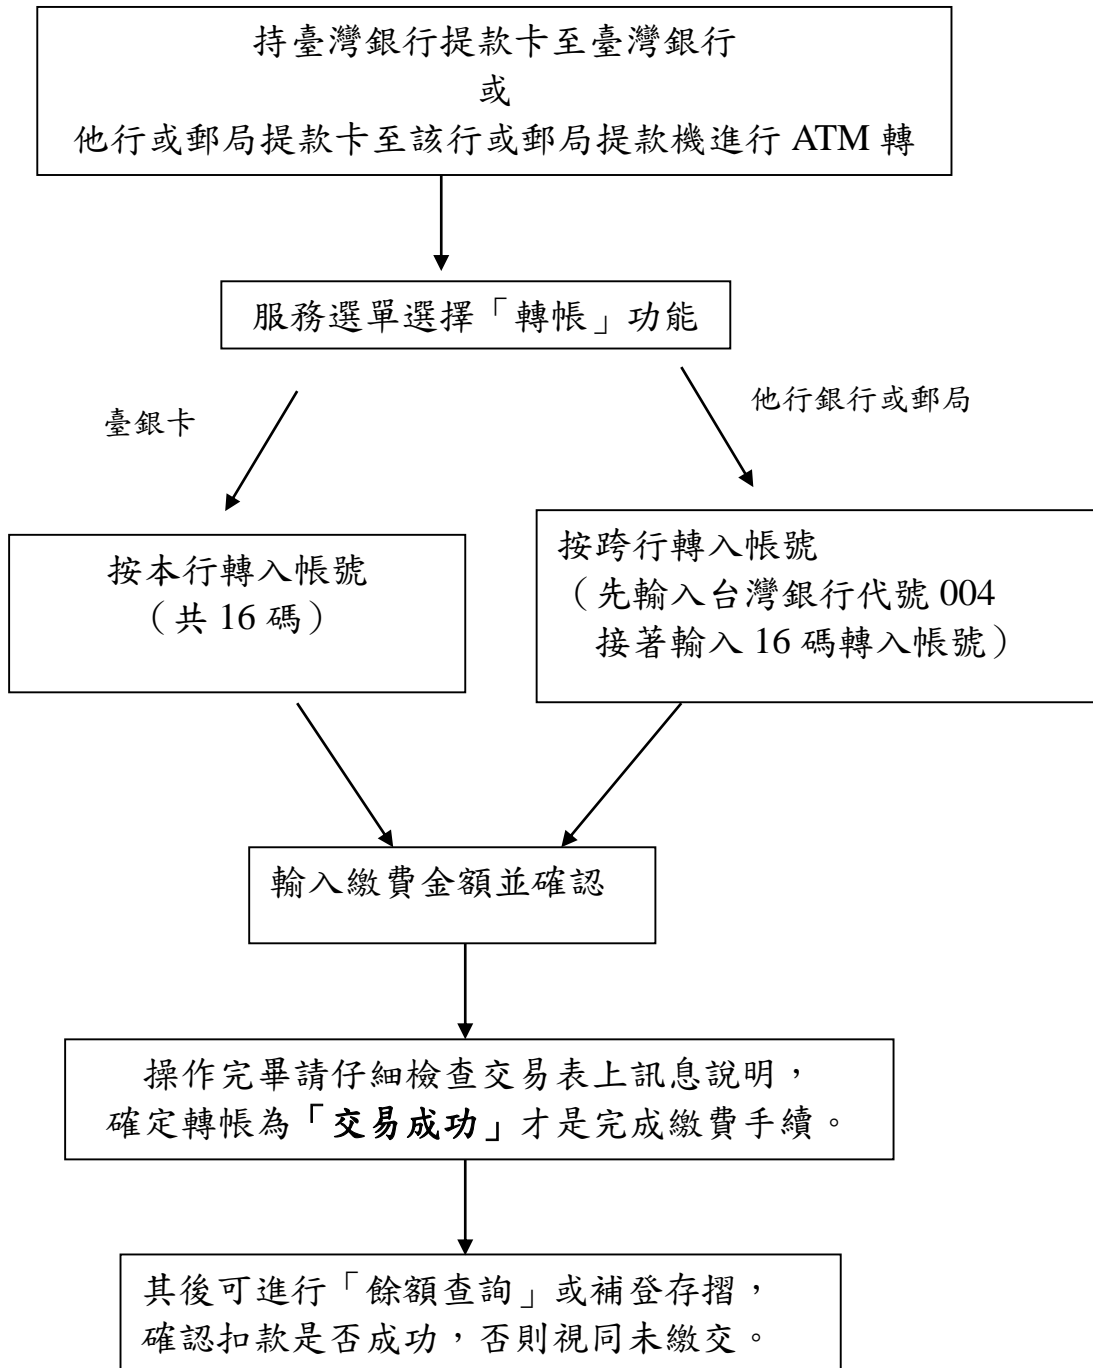 持臺灣銀行提款卡至臺灣銀行
或
他行或郵局提款卡至該行或郵局提款機進行 ATM 轉
服務選單選擇「轉帳」功能
臺銀卡
他行銀行或郵局
按本行轉入帳號
（共 16 碼）
按跨行轉入帳號
（先輸入台灣銀行代號 004
接著輸入 16 碼轉入帳號）
輸入繳費金額並確認
操作完畢請仔細檢查交易表上訊息說明，
確定轉帳為「交易成功」才是完成繳費手續。
其後可進行「餘額查詢」或補登存摺，
確認扣款是否成功，否則視同未繳交。